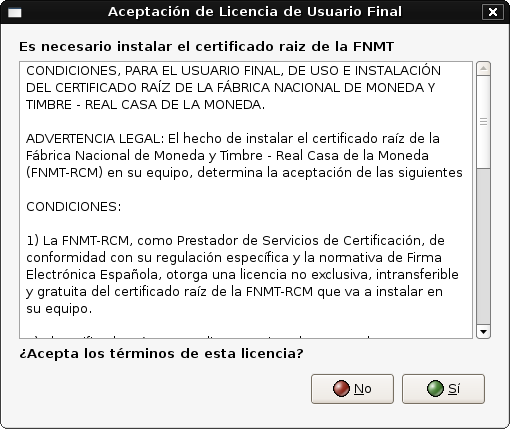 Aceptación de Licencia de Usuario Final
Es necesario instalar el certificado raiz de la FNMT
CONDICIONES, PARA EL USUARIO FINAL, DE USO E INSTALACIÓN
DEL CERTIFICADO RAÍZ DE LA FÁBRICA NACIONAL DE MONEDA Y
TIMBRE - REAL CASA DE LA MONEDA.
ADVERTENCIA LEGAL: El hecho de instalar el certificado raíz de la
Fábrica Nacional de Moneda y Timbre - Real Casa de la Moneda
(FNMT-RCM) en su equipo, determina la aceptación de las siguientes
CONDICIONES:
1) La FNMT-RCM, como Prestador de Servicios de Certificación, de
conformidad con su regulación específica y la normativa de Firma
Electrónica Española, otorga una licencia no exclusiva, intransferible
y gratuita del certificado raíz de la FNMT-RCM que va a instalar en
su equipo.
¿Acepta los términos de esta licencia?
No
Sí